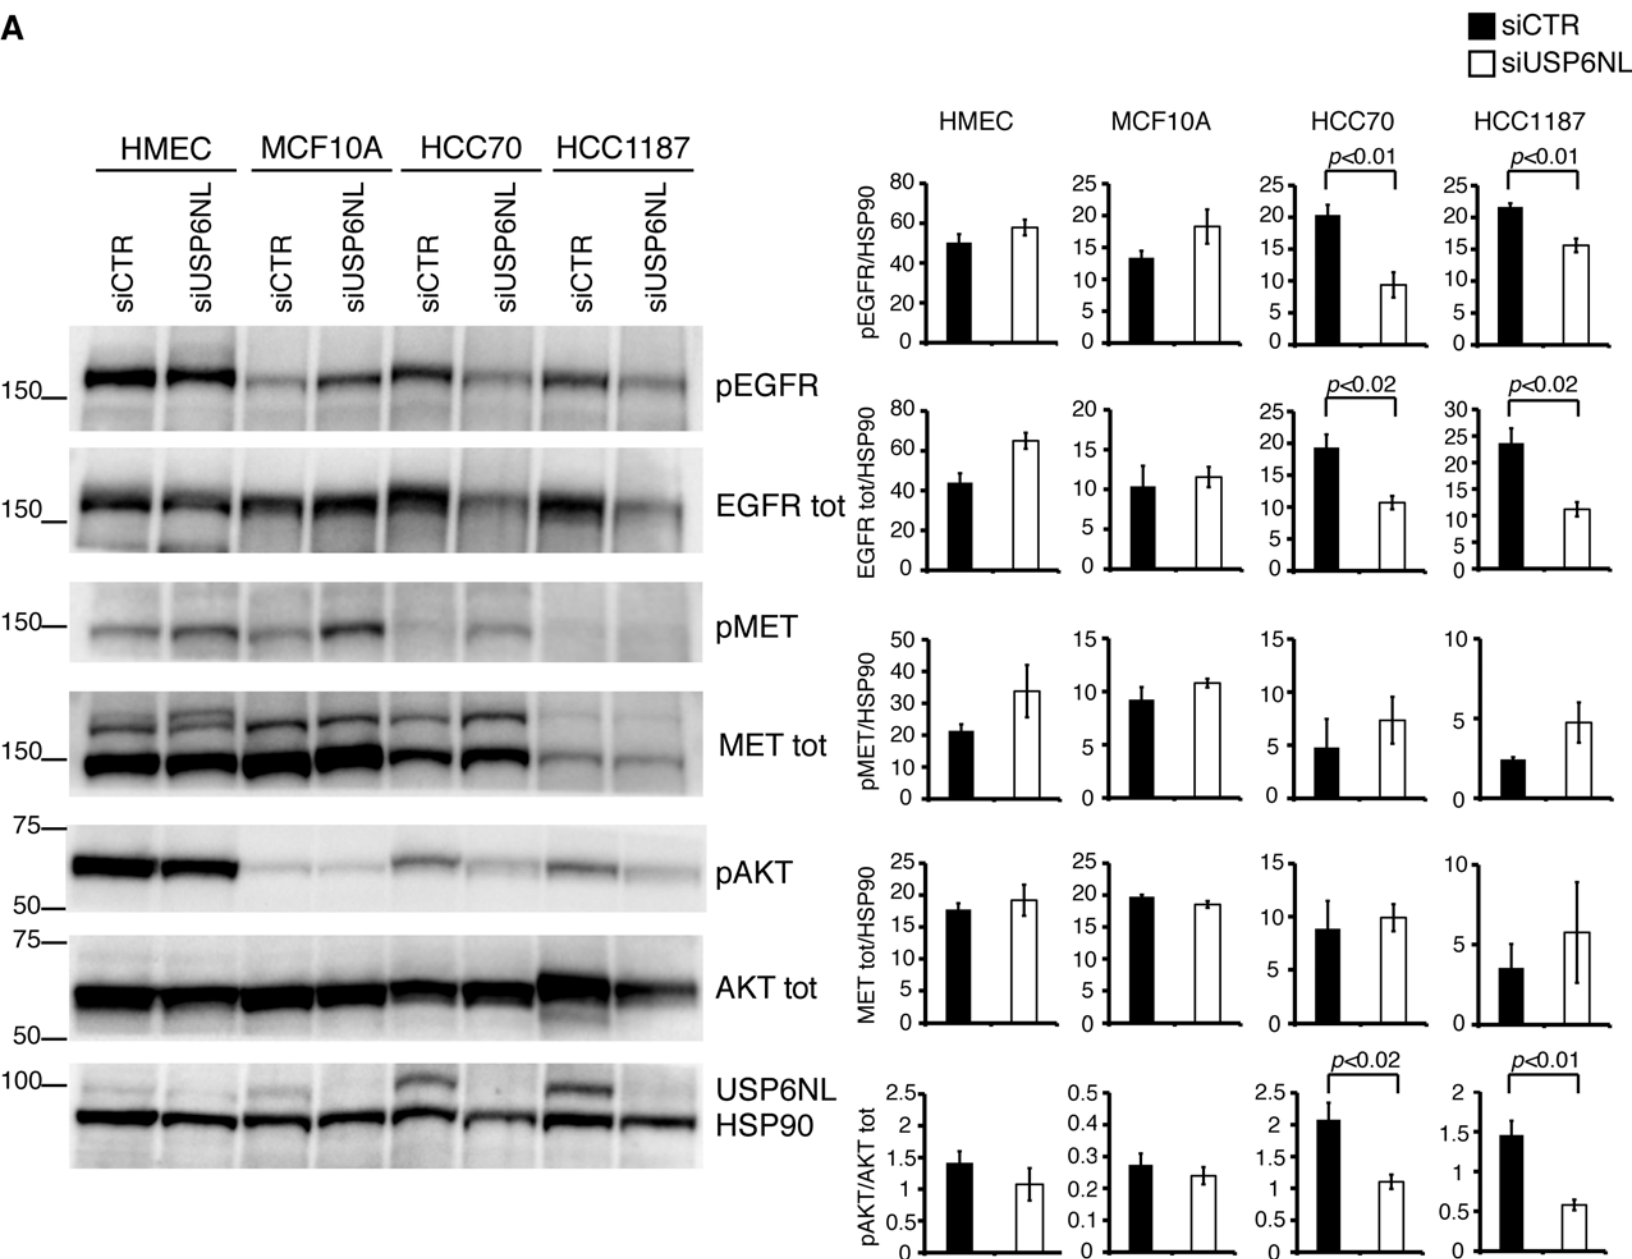 A
siCTR
siUSP6NL
HMEC MCF10A HCC70 HCC1187
siCTR siUSP6NL siCTR siUSP6NL siCTR siUSP6NL siCTR siUSP6NL
150 pEGFR
150 EGFR tot
150 pMET
150 MET tot
75
pAKT
50
75
AKT tot
50
100 USP6NL
HSP90
HMEC MCF10A HCC70 HCC1187
p<0.01 p<0.01
pEGFR/HSP90
80 60 40 20 0
25 20 15 10 5 0
25 20 15 10 5 0
25 20 15 10 5 0
p<0.02 p<0.02
EGFR tot/HSP90
80 60 40 20 0
20 15 10 5 0
25 20 15 10 5 0
30 25 20 15 10 5 0
pMET/HSP90
50 40 30 20 10 0
15 10 5 0
15 10 5 0
10 5 0
MET tot/HSP90
25 20 15 10 5 0
25 20 15 10 5 0
15 10 5 0
10 5 0
p<0.02 p<0.01
pAKT/AKT tot
2.5 2 1.5 1 0.5 0
0.5 0.4 0.3 0.2 0.1 0
2.5 2 1.5 1 0.5 0
2 1.5 1 0.5 0